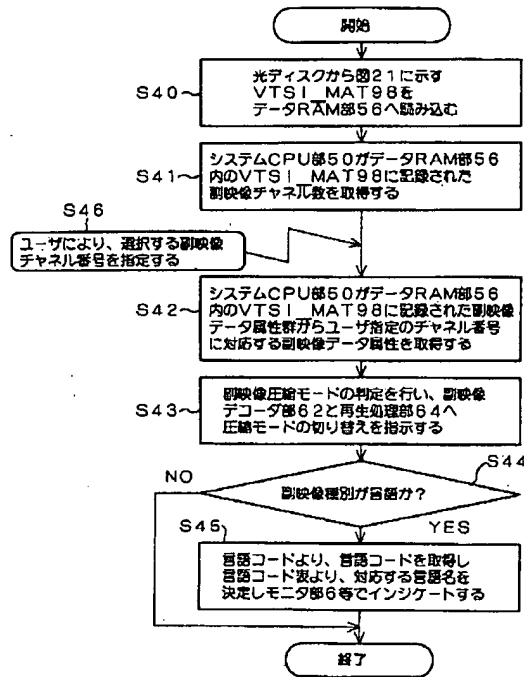 開始
光ディスクから図21に示す
VTSI_MAT98を
データRAM部56へ読み込む
S40
システムCPU部50がデータRAM部56
内のVTSI_MAT98に記録された
副映像チャネル数を取得する
S41
S46
ユーザにより、選択する副映像
チャネル番号を指定する
システムCPU部50がデータRAM部56
内のVTSI_MAT98に記録された副映像
データ属性群からユーザ指定のチャネル番号
に対応する副映像データ属性を取得する
S42
副映像圧縮モードの判定を行い、副映像
デコーダ部62と再生処理部64へ
圧縮モードの切り替えを指示する
S43
S44
NO
副映像種別が言語か?
YES
S45
言語コードより、言語コードを取得し
言語コード表より、対応する言語名を
決定しモニタ部6等でインジケートする
終了